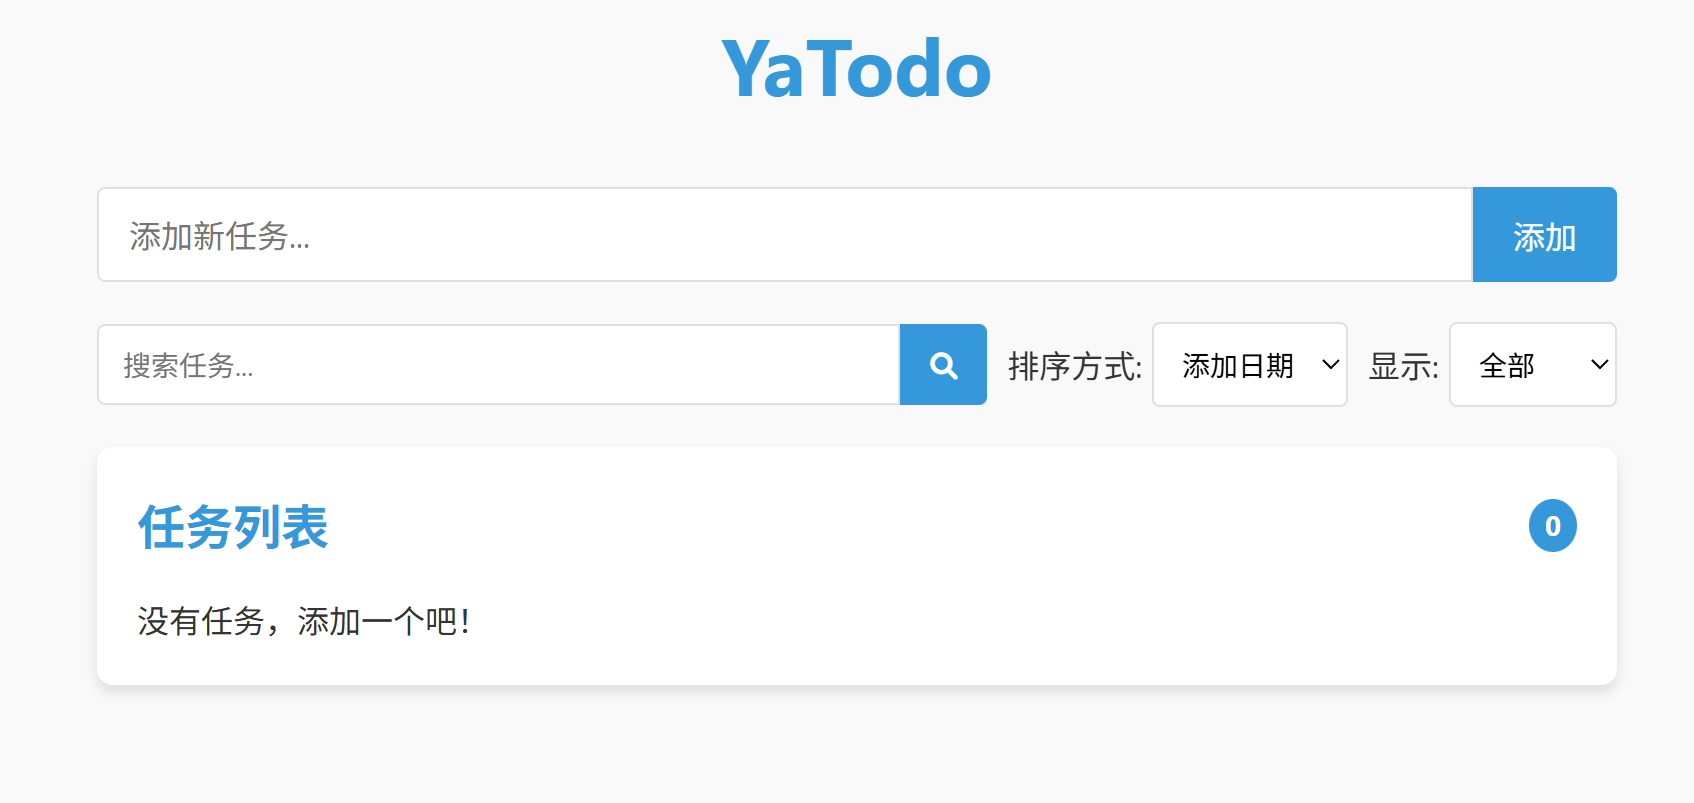 YaTodo
添加新任务...
添加
搜索任务...
排序方式: 添加日期 显示: 全部
任务列表 0
没有任务，添加一个吧！